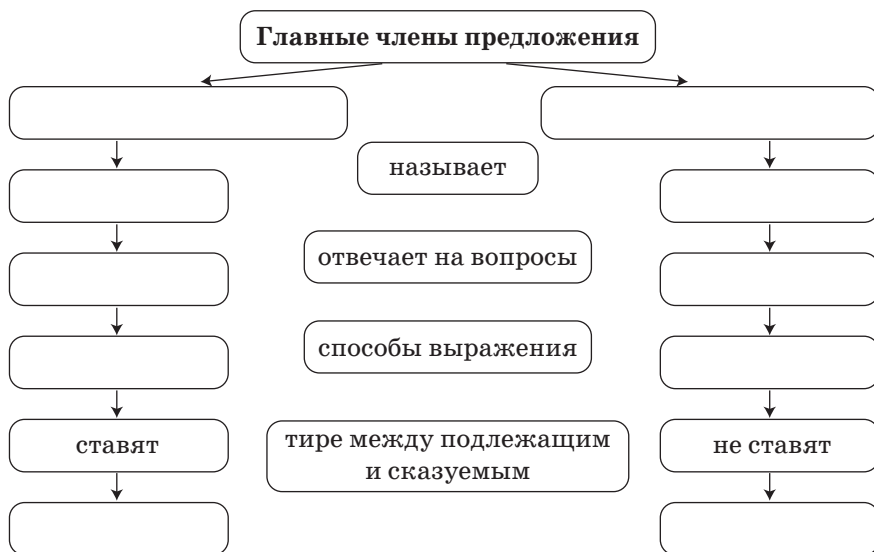 Главные члены предложения
называет
отвечает на вопросы
способы выражения
ставят
тире между подлежащим
и сказуемым
не ставят